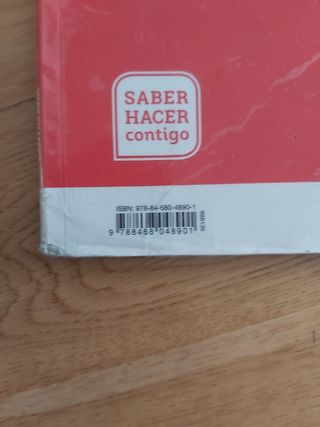 SABER
HACER
contigo
ISBN: 978-84-680-4890-1
9 788468 048901